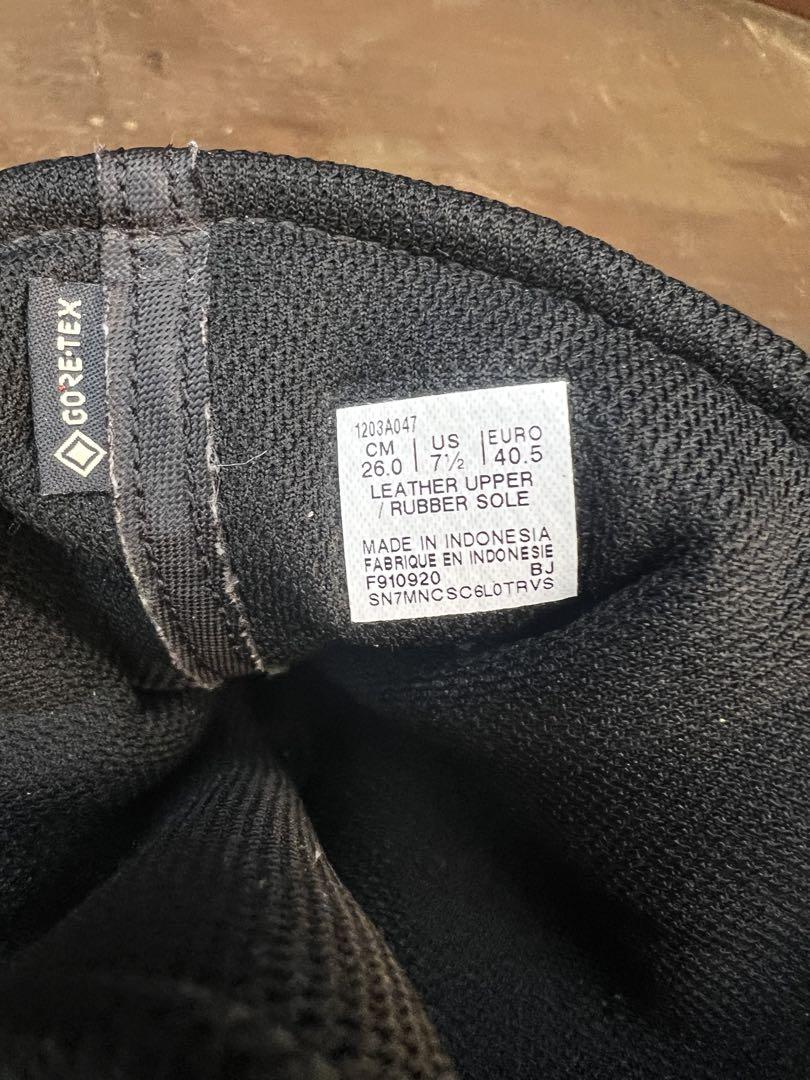 GORE-TEX
1203A047
CM | US | EURO
26.0 | 7½ | 40.5
LEATHER UPPER
/ RUBBER SOLE
MADE IN INDONESIA
FABRIQUE EN INDONESIE
F910920 BJ
SN7MNCSC6L0TRVS